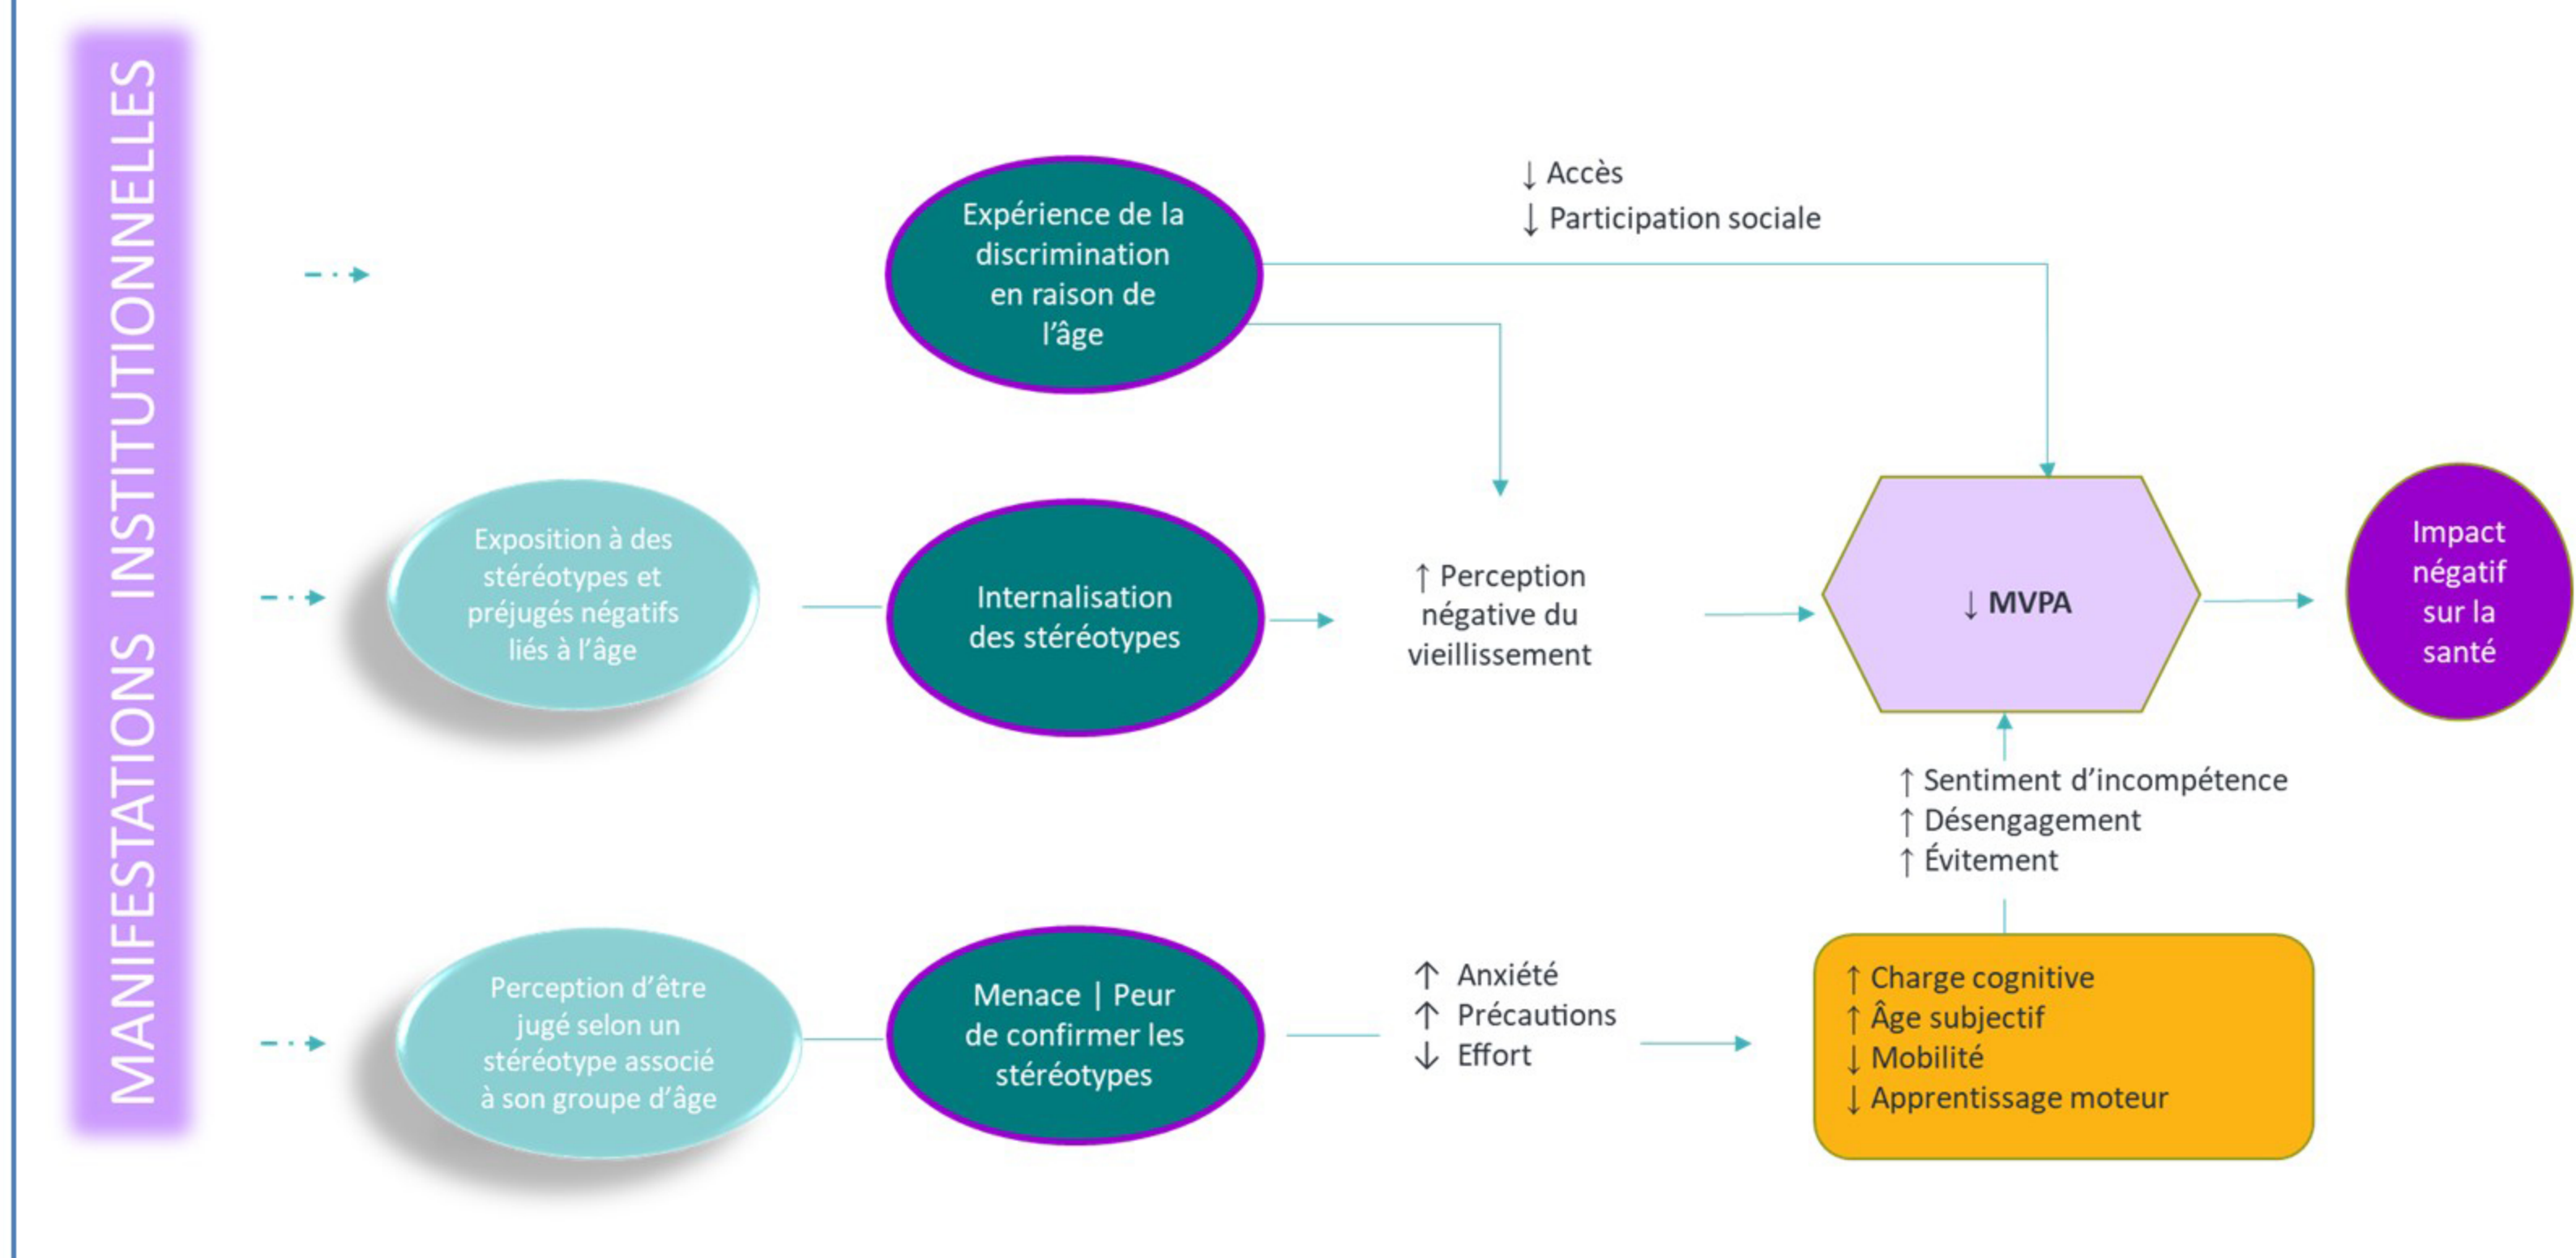 MANIFESTATIONS INSTITUTIONNELLES
Expérience de la
discrimination
en raison de
l'âge
↓ Accès
↓ Participation sociale
Exposition à des
stéréotypes et
préjugés négatifs
liés à l'âge
Internalisation
des stéréotypes
↑ Perception
négative du
vieillissement
↓ MVPA
Impact
négatif
sur la
santé
↑ Sentiment d'incompétence
↑ Désengagement
↑ Évitement
Perception d'être
jugé selon un
stéréotype associé
à son groupe d'âge
Menace | Peur
de confirmer les
stéréotypes
↑ Anxiété
↑ Précautions
↓ Effort
↑ Charge cognitive
↑ Âge subjectif
↓ Mobilité
↓ Apprentissage moteur